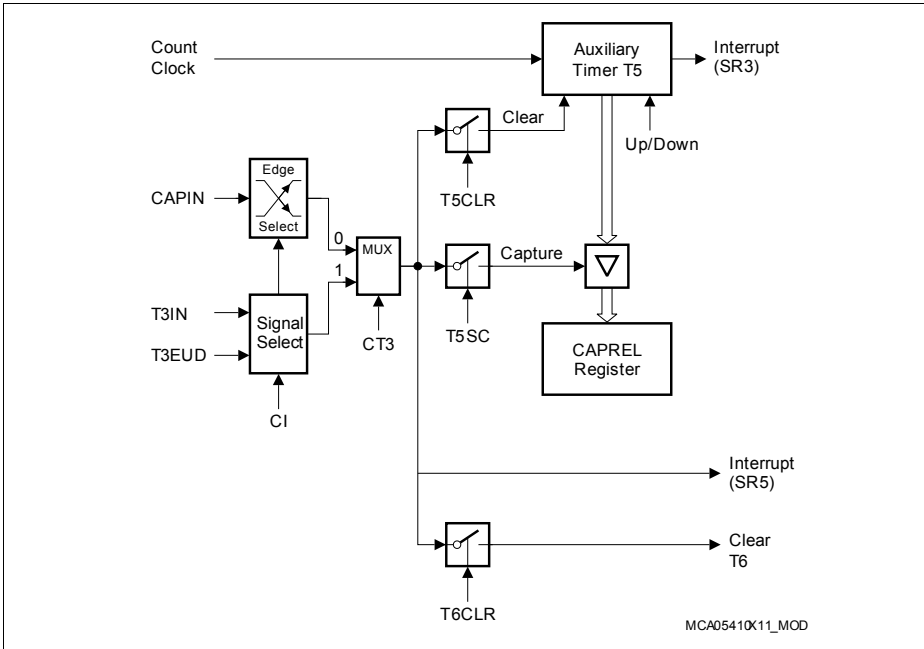 Count
Clock
Auxiliary
Timer T5
Interrupt
(SR3)
Clear
Up/Down
T5CLR
Edge
Select
CAPIN
0
1
MUX
Capture
T3IN
T3EUD
Signal
Select
CT3
T5SC
CAPREL
Register
CI
Interrupt
(SR5)
Clear
T6
T6CLR
MCA05410X11_MOD